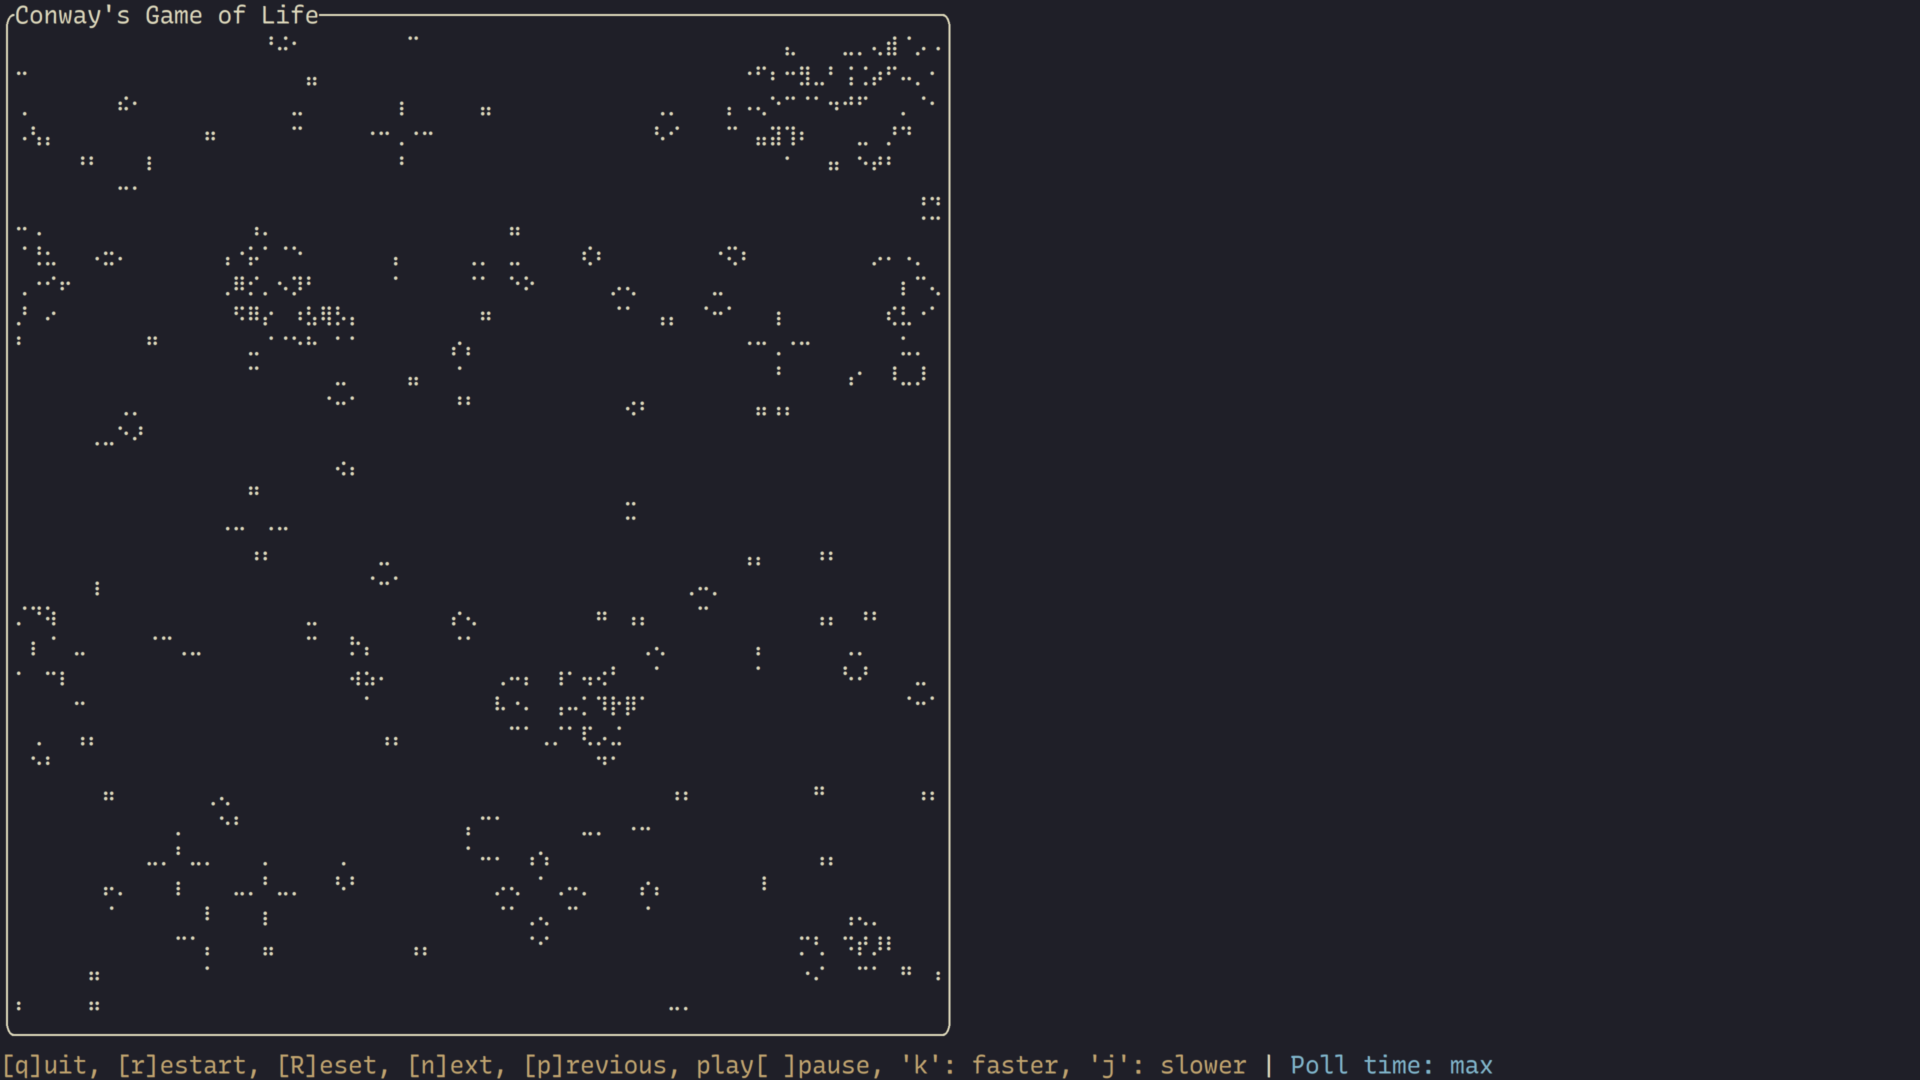 Conway's Game of Life
[q]uit, [r]estart, [R]eset, [n]ext, [p]revious, play[ ]pause, 'k': faster, 'j': slower | Poll time: max